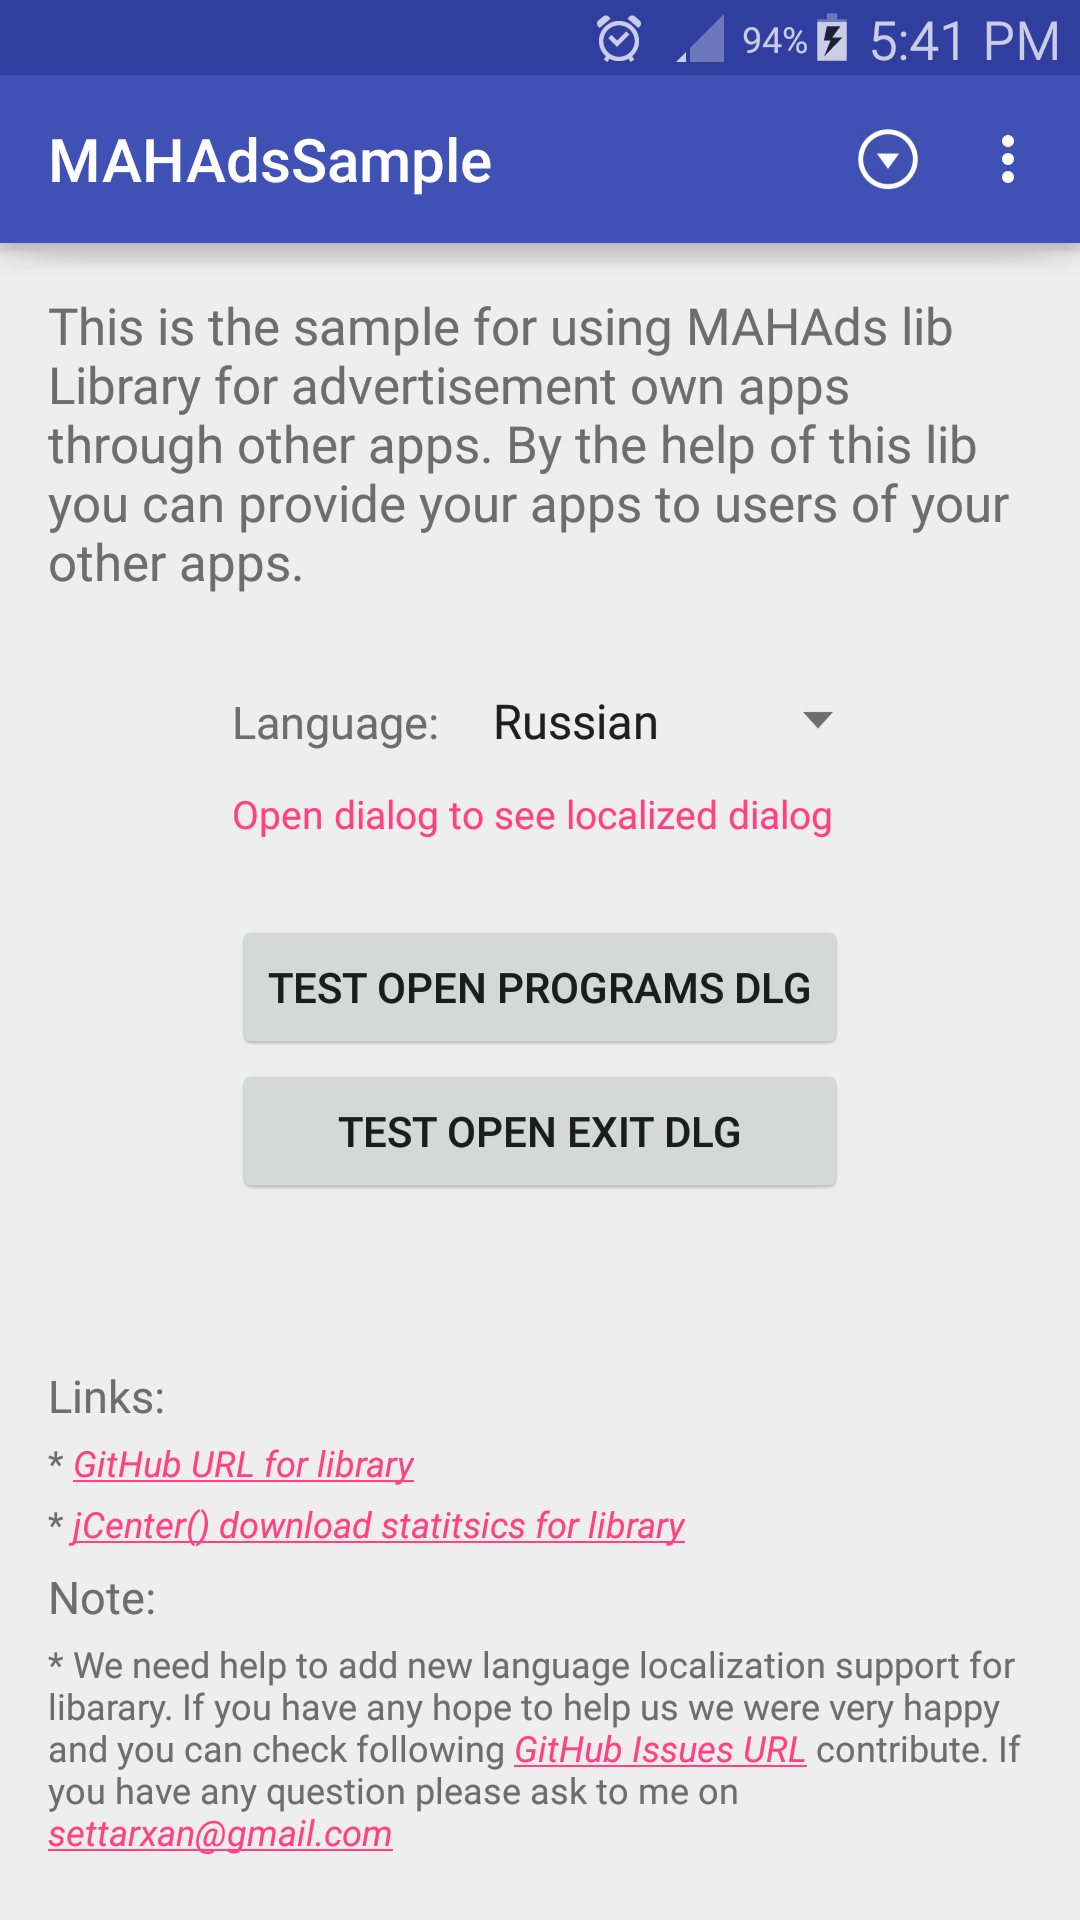 94% 5:41 PM
MAHAdsSample
This is the sample for using MAHAds lib
Library for advertisement own apps
through other apps. By the help of this lib
you can provide your apps to users of your
other apps.
Language: Russian
Open dialog to see localized dialog
TEST OPEN PROGRAMS DLG
TEST OPEN EXIT DLG
Links:
* GitHub URL for library
* jCenter() download statitsics for library
Note:
* We need help to add new language localization support for
libarary. If you have any hope to help us we were very happy
and you can check following GitHub Issues URL contribute. If
you have any question please ask to me on
settarxan@gmail.com